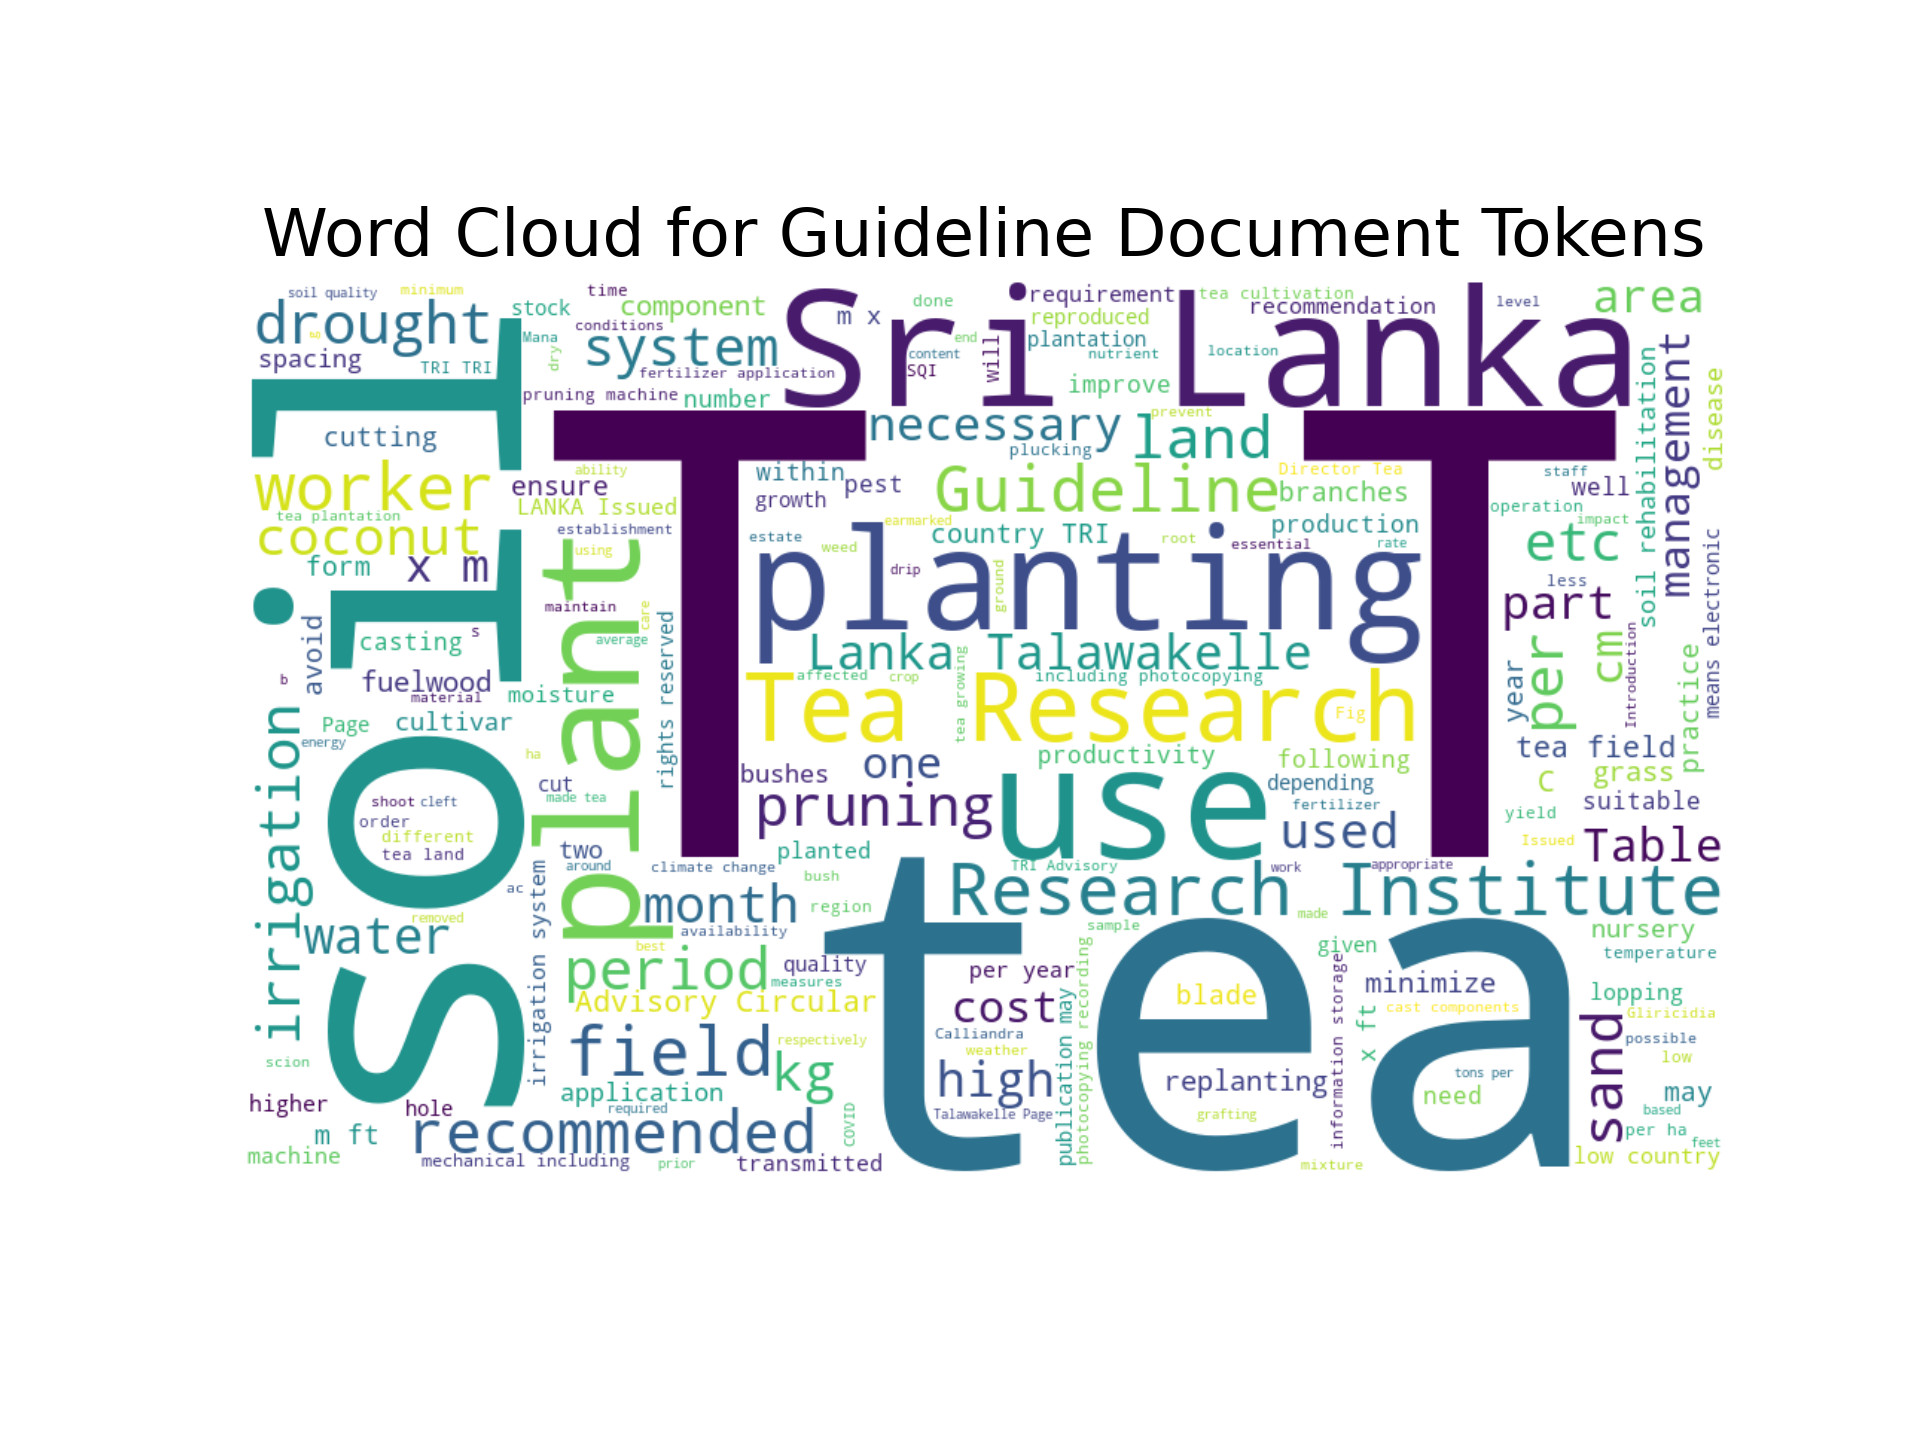 Word Cloud for Guideline Document Tokens
soil quality
minimum
time
stock
component
drought
conditions
Mana
dry
spacing
TRI TRI
system
fertilizer application
pruning machine
number
Sri Lanka
m x
done
requirement
reproduced
tea cultivation
recommendation
level
area
end
plantation
content
nutrient
location
SQI
will
improve
soil
T T
cutting
worker
tea plantation
coconut
form
x m
ability
ensure
LANKA Issued
establishment
using
plant
necessary
prevent
land
plucking
within
pest
growth
Guideline
Director Tea
branches
earmarked
country TRI
production
root
essential
rate
estate
weed
drip
ground
planting
staff
well
operation
impact
etc
less
part
soil rehabilitation
management
disease
means electronic
maintain
care
average
rights reserved
avoid
casting
s
b
fuelwood
material
moisture
Page
cultivar
energy
ha
irrigation
Lanka Talawakelle
affected
crop
including photocopying
tea growing
Tea Research
Fig
year
per
cm
Introduction
practice
tea field
C
grass
suitable
yield
Issued
Table
cut
made tea
shoot
cleft
order
different
tea land
two
around
ac
bushes
one
productivity
following
depending
pruning
use
fertilizer
used
planted
climate change
bush
TRI Advisory
work
appropriate
Research Institute
removed
water
irrigation system
month
region
availability
best
period
quality
measures
Advisory Circular
made
sample
given
nursery
temperature
tea
per year
cost
blade
minimize
cast components
lopping
Gliricidia
possible
low
sand
publication may
photocopying recording
information storage
x ft
scion
field
respectively
kg
application
required
Calliandra
weather
high
replanting
tons per
need
may
based
per ha
feet
higher
hole
m ft
recommended
COVID
Talawakelle Page
grafting
machine
mechanical including
prior
transmitted
mixture
low country